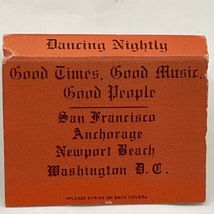 Dancing Nightly
Good Times, Good Music,
Good People
San Francisco
Anchorage
Newport Beach
Washington D.C.
•PLEASE STRIKE ON BACK COVER•